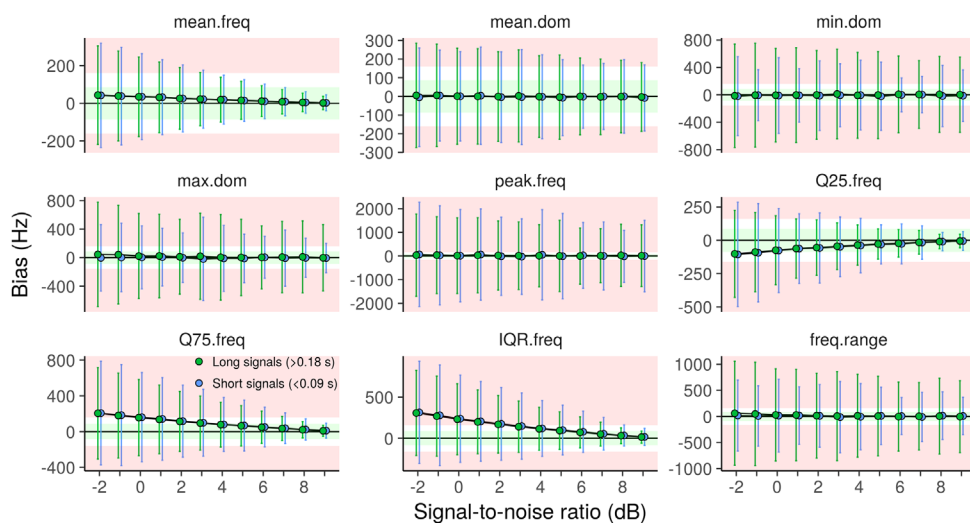 mean.freq
mean.dom
min.dom
200
0
-200
300
200
100
0
-100
-200
-300
800
400
0
-400
-800
max.dom
peak.freq
Q25.freq
Bias (Hz)
800
400
0
-400
2000
1000
0
-1000
-2000
250
0
-250
-500
Q75.freq
IQR.freq
freq.range
800
400
0
-400
Long signals (>0.18 s)
Short signals (<0.09 s)
500
0
1000
500
0
-500
-1000
-2 0 2 4 6 8
-2 0 2 4 6 8
-2 0 2 4 6 8
Signal-to-noise ratio (dB)